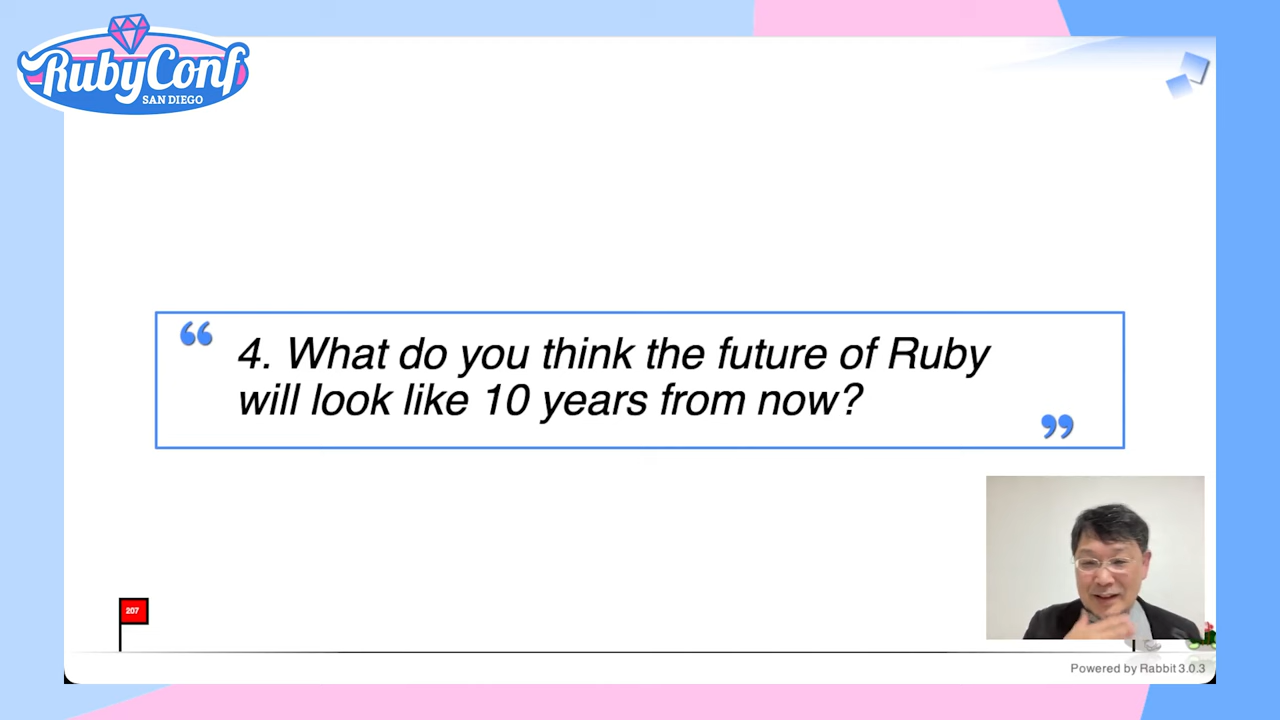 RubyConf
SAN DIEGO
“ 4. What do you think the future of Ruby
will look like 10 years from now? ”
207
Powered by Rabbit 3.0.3